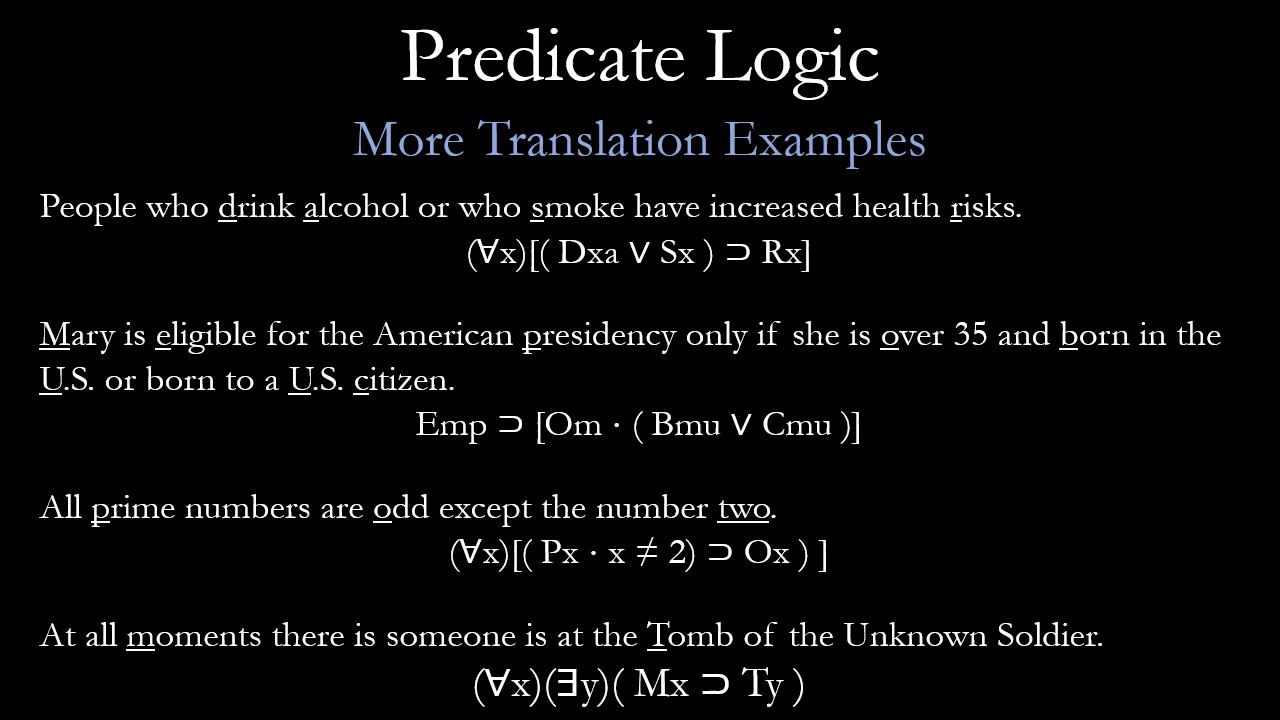 Predicate Logic
More Translation Examples
People who drink alcohol or who smoke have increased health risks.
(∀x)[( Dxa ∨ Sx ) ⊃ Rx]
Mary is eligible for the American presidency only if she is over 35 and born in the
U.S. or born to a U.S. citizen.
Emp ⊃ [Om · ( Bmu ∨ Cmu )]
All prime numbers are odd except the number two.
(∀x)[( Px · x ≠ 2) ⊃ Ox ) ]
At all moments there is someone is at the Tomb of the Unknown Soldier.
(∀x)(∃y)( Mx ⊃ Ty )